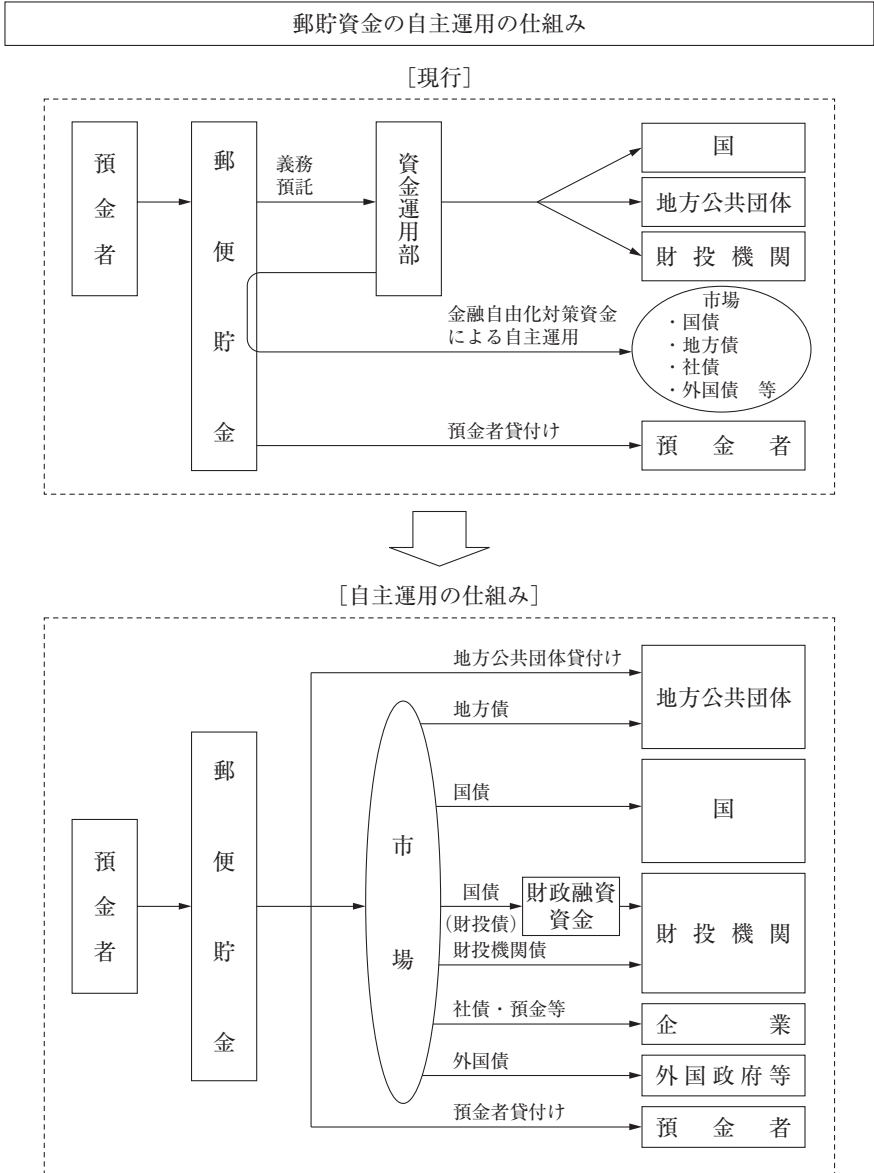 郵貯資金の自主運用の仕組み
［現行］
預金者
郵便貯金
義務
預託
資金運用部
国
地方公共団体
財投機関
金融自由化対策資金
による自主運用
市場
・国債
・地方債
・社債
・外国債　等
預金者貸付け
預金者
［自主運用の仕組み］
預金者
郵便貯金
市場
地方公共団体貸付け
地方債
地方公共団体
国債
国
国債
（財投債）
財政融資
資金
財投機関債
財投機関
社債・預金等
企業
外国債
外国政府等
預金者貸付け
預金者